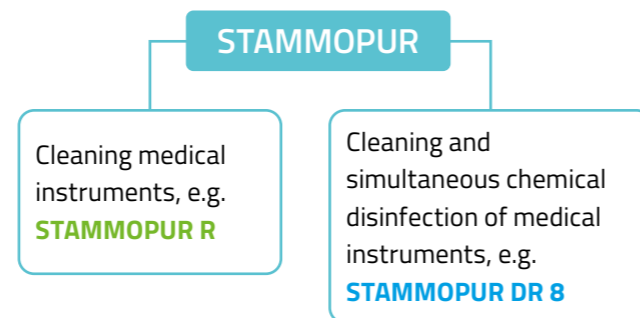 STAMMOPUR
Cleaning medical
instruments, e.g.
STAMMOPUR R
Cleaning and
simultaneous chemical
disinfection of medical
instruments, e.g.
STAMMOPUR DR 8